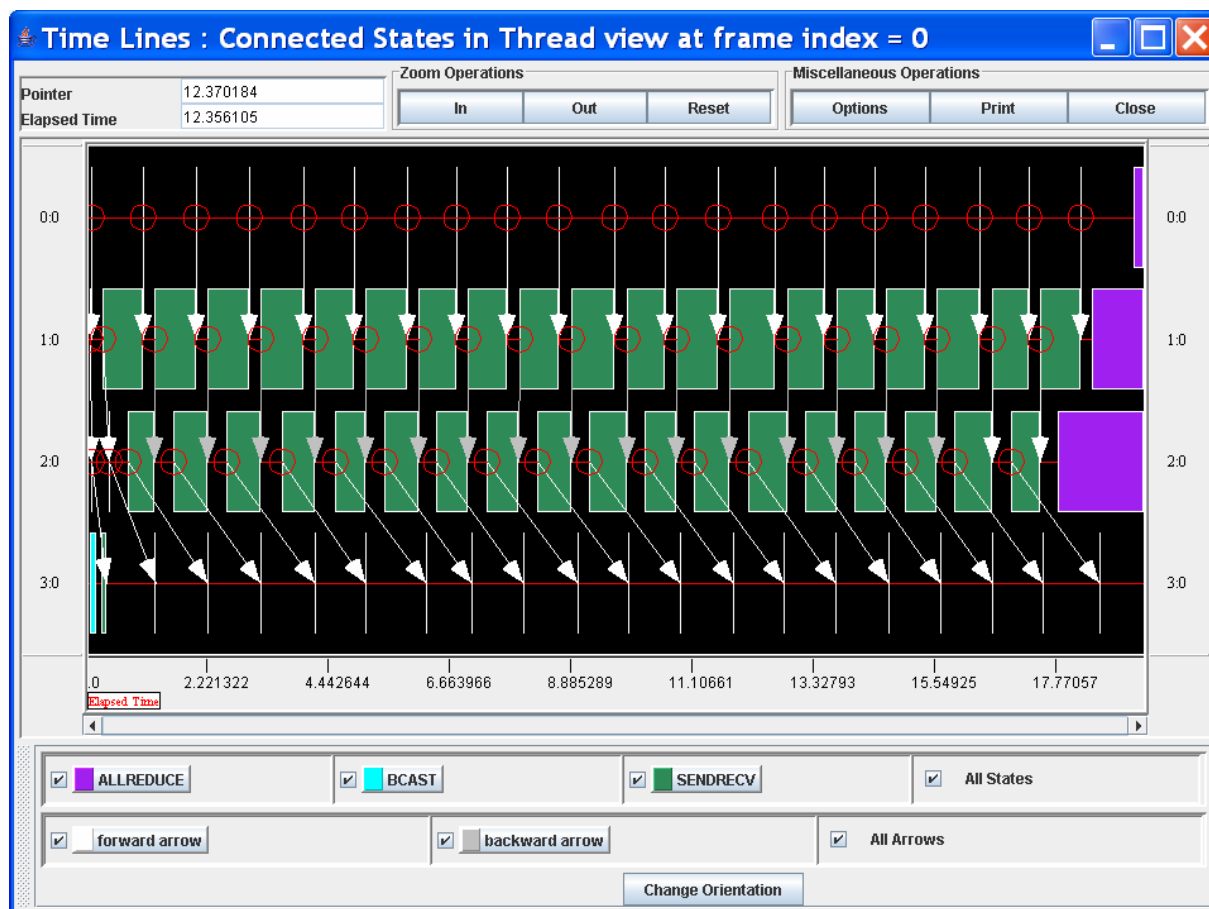 Time Lines : Connected States in Thread view at frame index = 0
Zoom Operations
Miscellaneous Operations
Pointer 12.370184
Elapsed Time 12.356105
In Out Reset
Options Print Close
0:0 0:0
1:0 1:0
2:0 2:0
3:0 3:0
.0 2.221322 4.442644 6.663966 8.885289 11.10661 13.32793 15.54925 17.77057
Elapsed Time
ALLREDUCE BCAST SENDRECV All States
forward arrow backward arrow All Arrows
Change Orientation